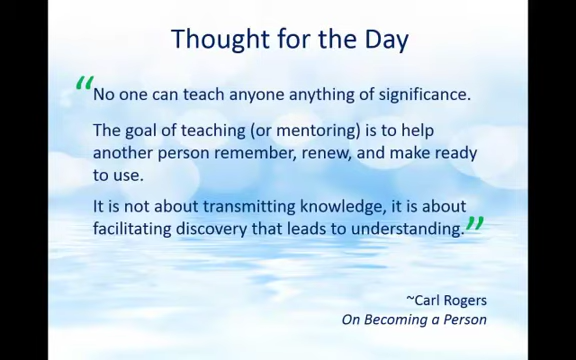 Thought for the Day
“No one can teach anyone anything of significance.
The goal of teaching (or mentoring) is to help
another person remember, renew, and make ready
to use.
It is not about transmitting knowledge, it is about
facilitating discovery that leads to understanding.”
~Carl Rogers
On Becoming a Person